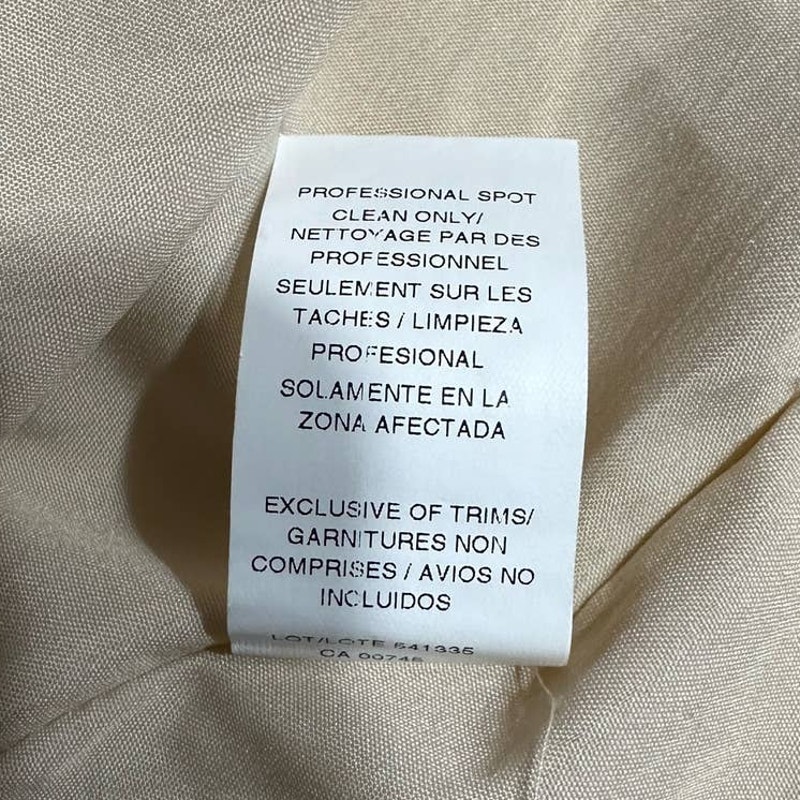 PROFESSIONAL SPOT
CLEAN ONLY/
NETTOYAGE PAR DES
PROFESSIONNEL
SEULEMENT SUR LES
TACHES / LIMPIEZA
PROFESIONAL
SOLAMENTE EN LA
ZONA AFECTADA
EXCLUSIVE OF TRIMS/
GARNITURES NON
COMPRISES / AVIOS NO
INCLUIDOS
LOT/LOTE 541335
CA